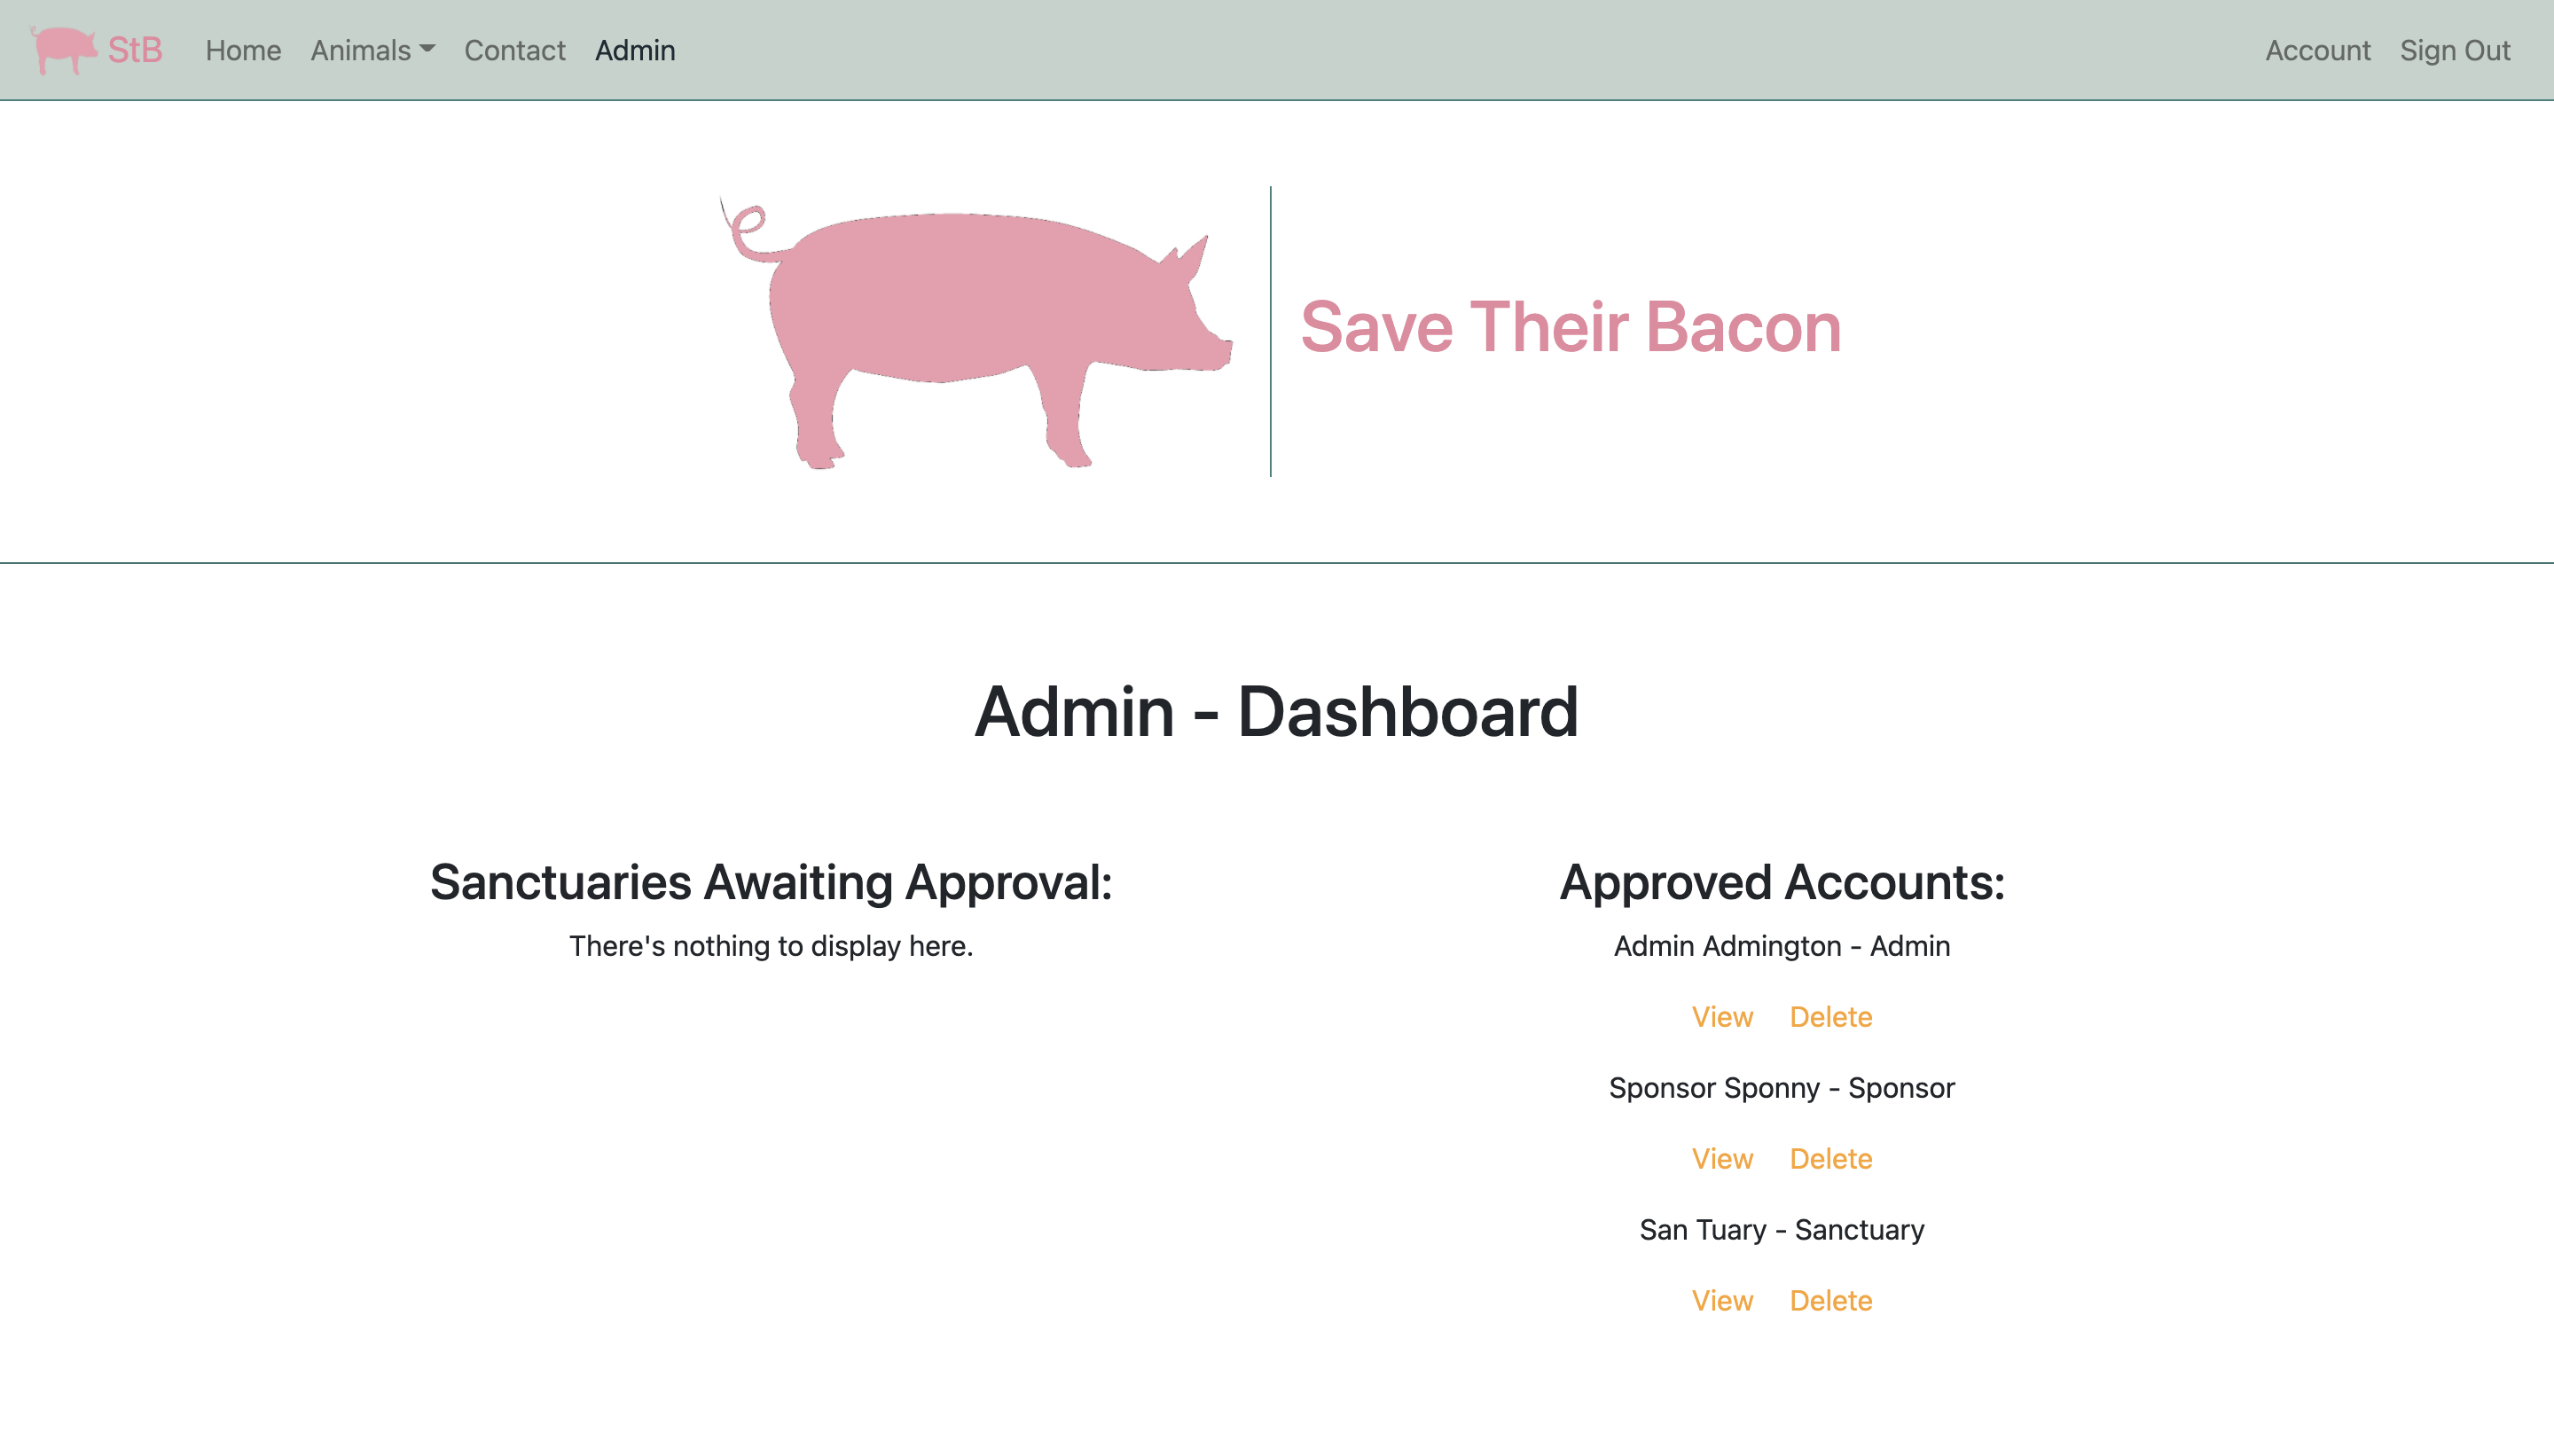 StB Home Animals Contact Admin Account Sign Out
Save Their Bacon
Admin - Dashboard
Sanctuaries Awaiting Approval:
There's nothing to display here.
Approved Accounts:
Admin Admington - Admin
View Delete
Sponsor Sponny - Sponsor
View Delete
San Tuary - Sanctuary
View Delete